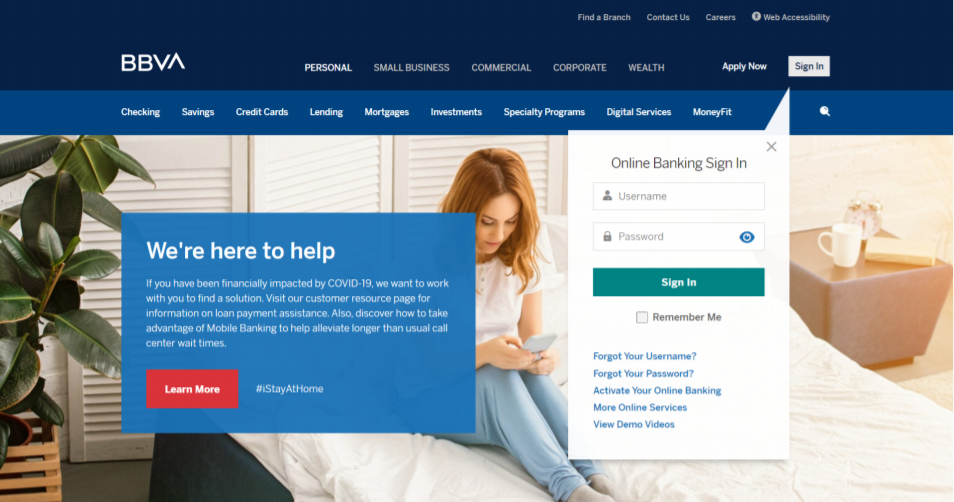 Find a Branch Contact Us Careers Web Accessibility
BBVA
PERSONAL SMALL BUSINESS COMMERCIAL CORPORATE WEALTH Apply Now Sign In
Checking Savings Credit Cards Lending Mortgages Investments Specialty Programs Digital Services MoneyFit
We're here to help
If you have been financially impacted by COVID-19, we want to work
with you to find a solution. Visit our customer resource page for
information on loan payment assistance. Also, discover how to take
advantage of Mobile Banking to help alleviate longer than usual call
center wait times.
Learn More #iStayAtHome
Online Banking Sign In
Username
Password
Sign In
Remember Me
Forgot Your Username?
Forgot Your Password?
Activate Your Online Banking
More Online Services
View Demo Videos